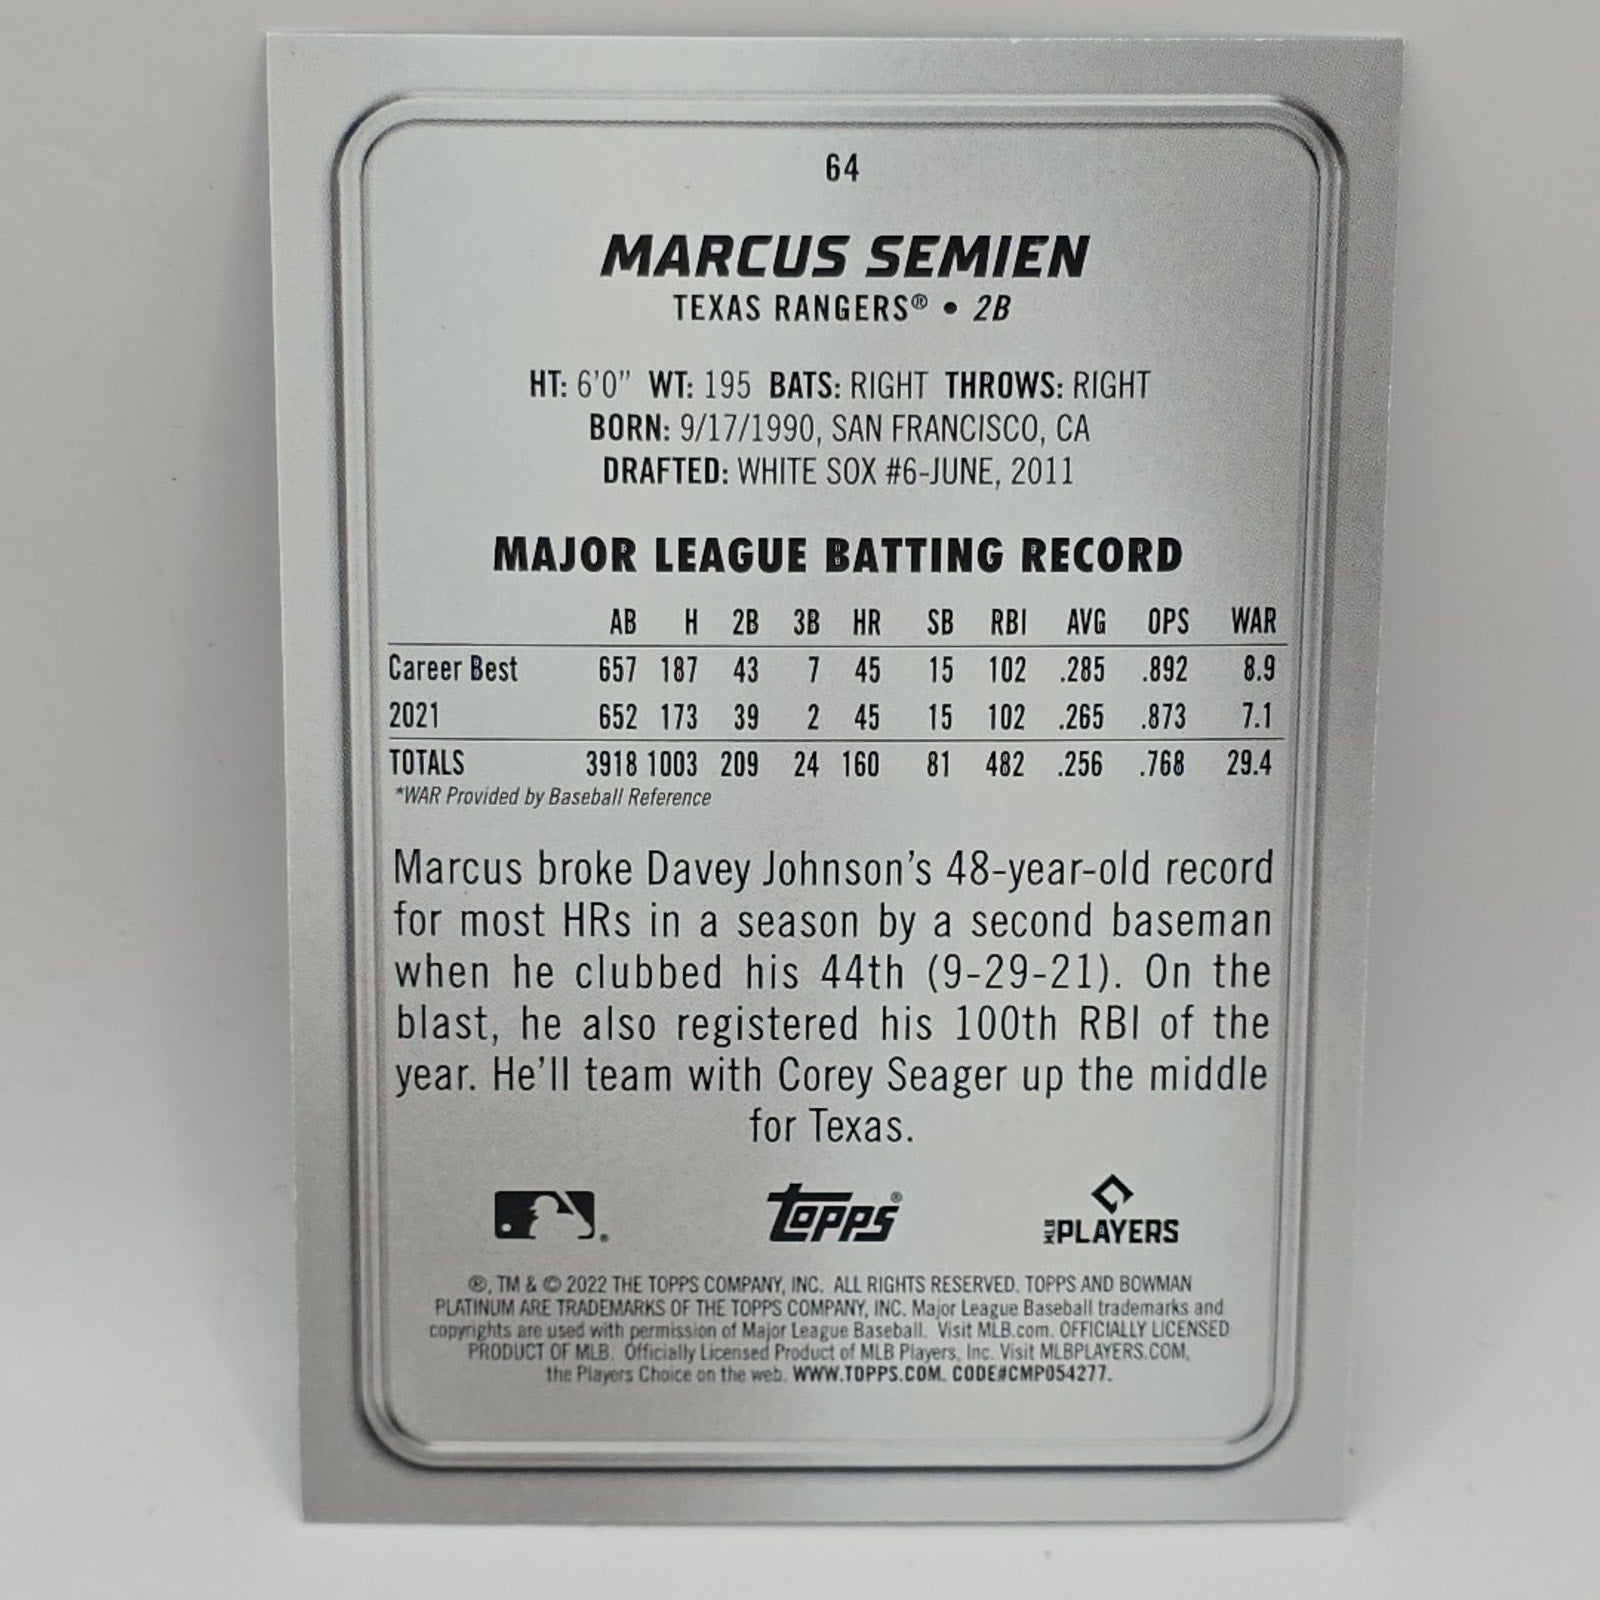 64
MARCUS SEMIEN
TEXAS RANGERS® • 2B
HT: 6'0" WT: 195 BATS: RIGHT THROWS: RIGHT
BORN: 9/17/1990, SAN FRANCISCO, CA
DRAFTED: WHITE SOX #6-JUNE, 2011
MAJOR LEAGUE BATTING RECORD
AB H 2B 3B HR SB RBI AVG OPS WAR
Career Best 657 187 43 7 45 15 102 .285 .892 8.9
2021 652 173 39 2 45 15 102 .265 .873 7.1
TOTALS 3918 1003 209 24 160 81 482 .256 .768 29.4
*WAR Provided by Baseball Reference
Marcus broke Davey Johnson's 48-year-old record
for most HRs in a season by a second baseman
when he clubbed his 44th (9-29-21). On the
blast, he also registered his 100th RBI of the
year. He'll team with Corey Seager up the middle
for Texas.
topps®
MLB PLAYERS
®, TM & © 2022 THE TOPPS COMPANY, INC. ALL RIGHTS RESERVED. TOPPS AND BOWMAN
PLATINUM ARE TRADEMARKS OF THE TOPPS COMPANY, INC. Major League Baseball trademarks and
copyrights are used with permission of Major League Baseball. Visit MLB.com. OFFICIALLY LICENSED
PRODUCT OF MLB. Officially Licensed Product of MLB Players, Inc. Visit MLBPLAYERS.COM,
the Players Choice on the web. WWW.TOPPS.COM. CODE#CMP054277.